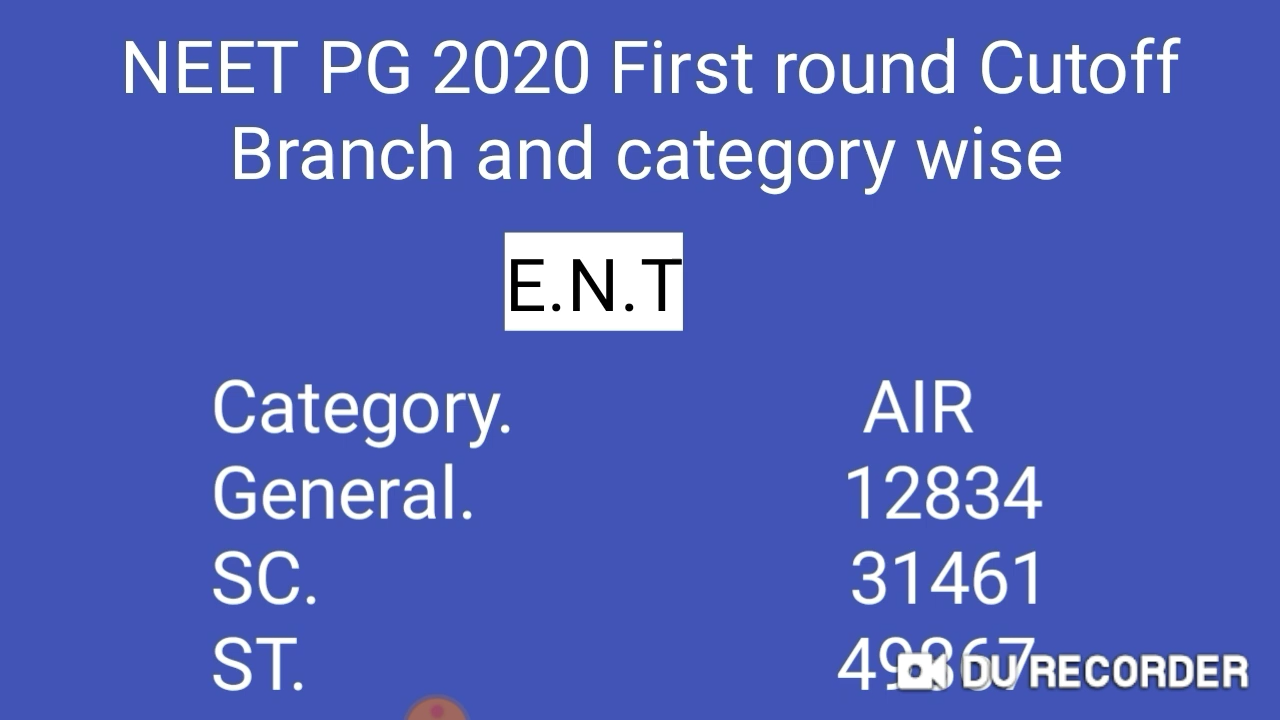 NEET PG 2020 First round Cutoff
Branch and category wise
E.N.T
Category. AIR
General. 12834
SC. 31461
ST.
DU RECORDER